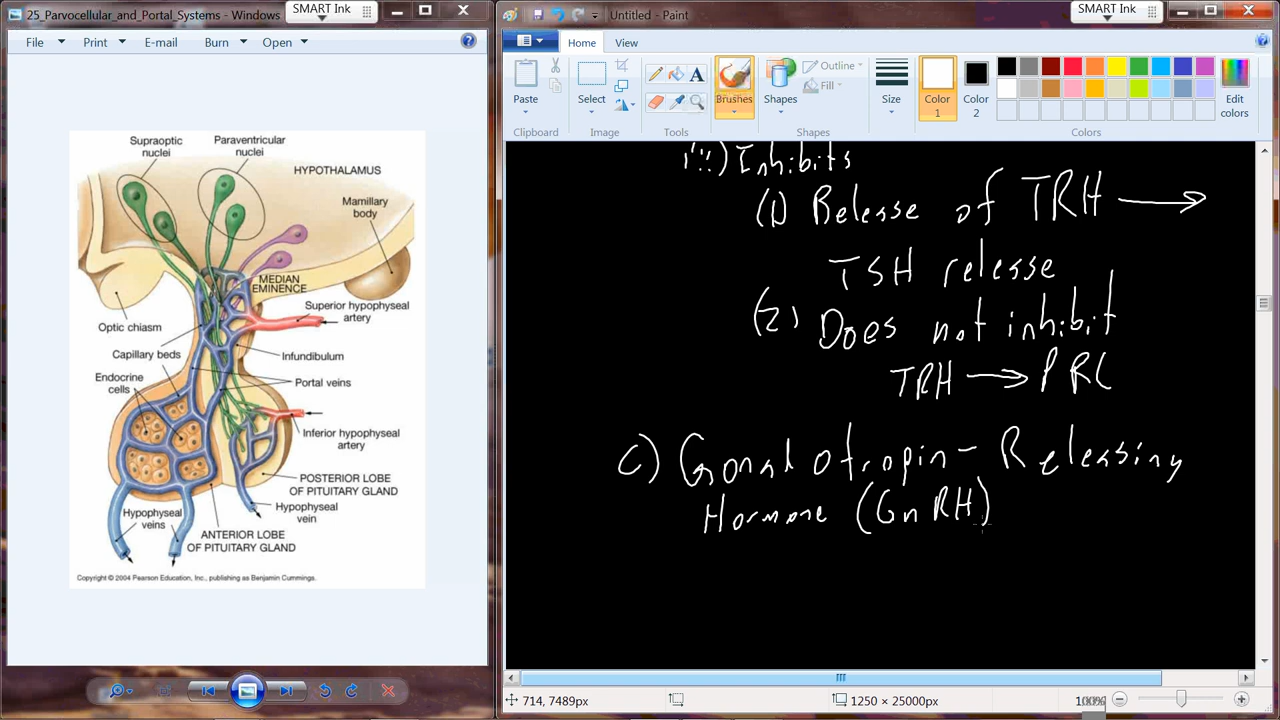 25_Parvocellular_and_Portal_Systems - Windows
SMART Ink
File Print E-mail Burn Open
Supraoptic nuclei
Paraventricular nuclei
HYPOTHALAMUS
Mamillary body
MEDIAN EMINENCE
Superior hypophyseal artery
Optic chiasm
Capillary beds
Infundibulum
Endocrine cells
Portal veins
Inferior hypophyseal artery
POSTERIOR LOBE OF PITUITARY GLAND
Hypophyseal veins
Hypophyseal vein
ANTERIOR LOBE OF PITUITARY GLAND
Copyright © 2004 Pearson Education, Inc., publishing as Benjamin Cummings.
Untitled - Paint
SMART Ink
Home View
Paste Select Brushes Shapes Outline Fill Size Color 1 Color 2 Edit colors
Clipboard Image Tools Shapes Colors
Inhibits
(1) Release of TRH →
TSH release
(2) Does not inhibit
TRH → PRL
C) Gonadotropin-Releasing
Hormone (GnRH)
714, 7489px 1250 × 25000px 100%